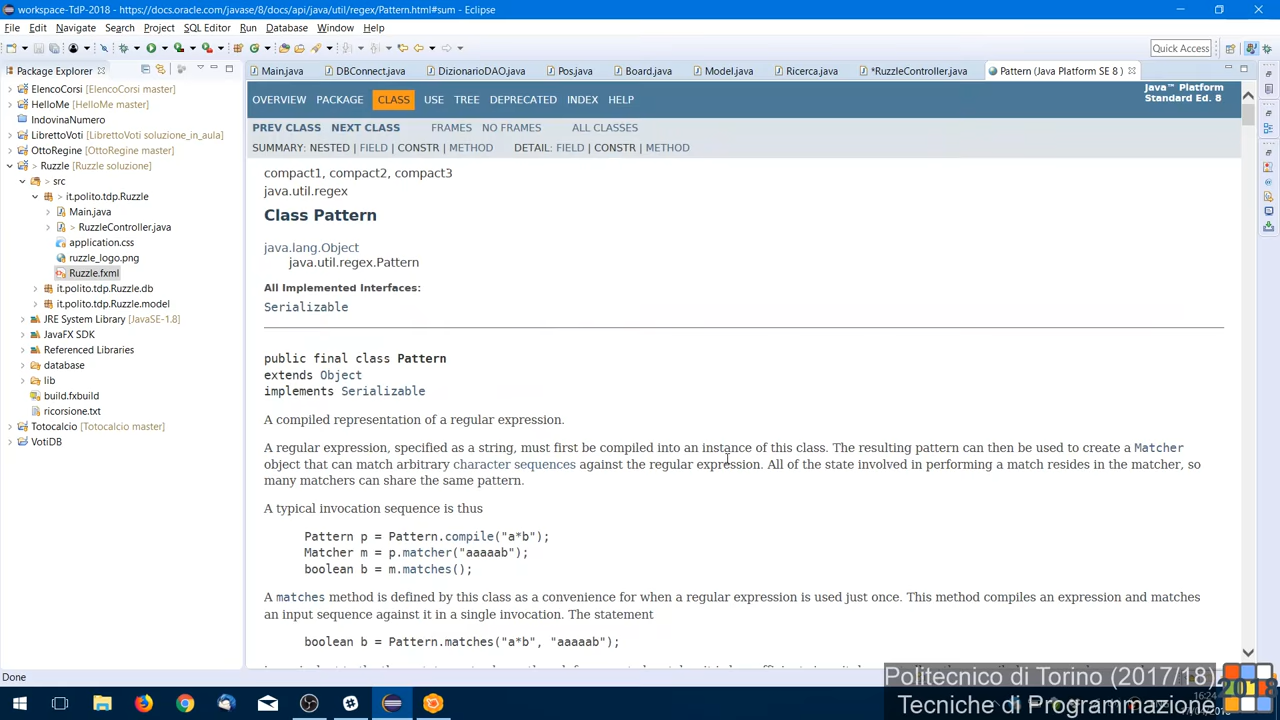 workspace-TdP-2018 - https://docs.oracle.com/javase/8/docs/api/java/util/regex/Pattern.html#sum - Eclipse
File Edit Navigate Search Project SQL Editor Run Database Window Help
Quick Access
Package Explorer
Main.java DBConnect.java DizionarioDAO.java Pos.java Board.java Model.java Ricerca.java *RuzzleController.java Pattern (Java Platform SE 8 )
ElencoCorsi [ElencoCorsi master]
HelloMe [HelloMe master]
IndovinaNumero
LibrettoVoti [LibrettoVoti soluzione_in_aula]
OttoRegine [OttoRegine master]
> Ruzzle [Ruzzle soluzione]
> src
> it.polito.tdp.Ruzzle
Main.java
> RuzzleController.java
application.css
ruzzle_logo.png
Ruzzle.fxml
it.polito.tdp.Ruzzle.db
it.polito.tdp.Ruzzle.model
JRE System Library [JavaSE-1.8]
JavaFX SDK
Referenced Libraries
database
lib
build.fxbuild
ricorsione.txt
Totocalcio [Totocalcio master]
VotiDB
OVERVIEW PACKAGE CLASS USE TREE DEPRECATED INDEX HELP
Java™ Platform
Standard Ed. 8
PREV CLASS NEXT CLASS FRAMES NO FRAMES ALL CLASSES
SUMMARY: NESTED | FIELD | CONSTR | METHOD DETAIL: FIELD | CONSTR | METHOD
compact1, compact2, compact3
java.util.regex
Class Pattern
java.lang.Object
java.util.regex.Pattern
All Implemented Interfaces:
Serializable
public final class Pattern
extends Object
implements Serializable
A compiled representation of a regular expression.
A regular expression, specified as a string, must first be compiled into an instance of this class. The resulting pattern can then be used to create a Matcher
object that can match arbitrary character sequences against the regular expression. All of the state involved in performing a match resides in the matcher, so
many matchers can share the same pattern.
A typical invocation sequence is thus
Pattern p = Pattern.compile("a*b");
Matcher m = p.matcher("aaaaab");
boolean b = m.matches();
A matches method is defined by this class as a convenience for when a regular expression is used just once. This method compiles an expression and matches
an input sequence against it in a single invocation. The statement
boolean b = Pattern.matches("a*b", "aaaaab");
Done
Politecnico di Torino (2017/18)
Tecniche di Programmazione
2018
16:24